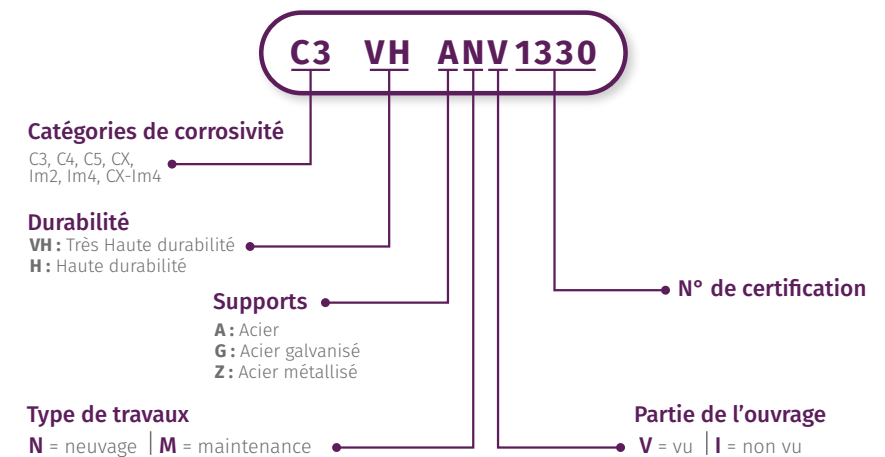 C3 VH ANV1330
Catégories de corrosivité
C3, C4, C5, CX,
Im2, Im4, CX-Im4
Durabilité
VH : Très Haute durabilité
H : Haute durabilité
N° de certification
Supports
A : Acier
G : Acier galvanisé
Z : Acier métallisé
Type de travaux
N = neuvage | M = maintenance
Partie de l’ouvrage
V = vu | I = non vu